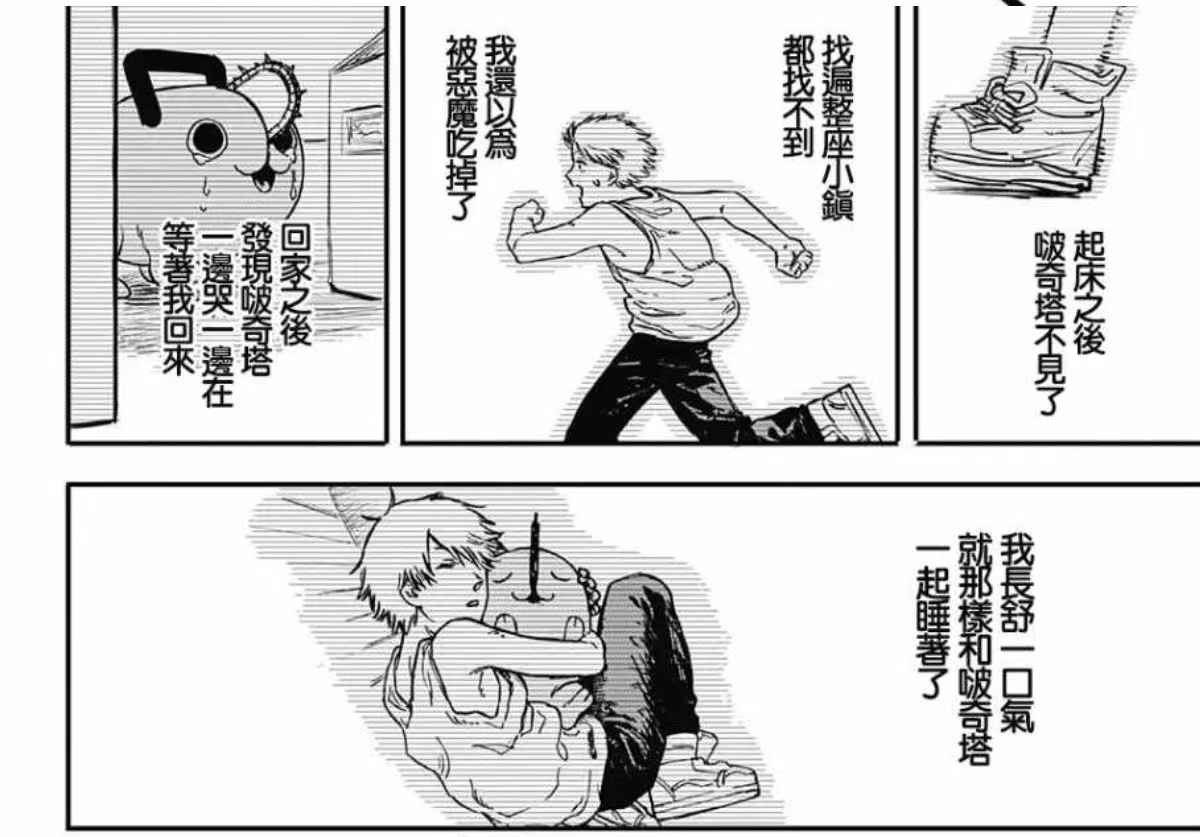 起床之後
啵奇塔不見了
找遍整座小鎮
都找不到
我還以為
被惡魔吃掉了
回家之後
發現啵奇塔
一邊哭一邊在
等著我回來
我長舒一口氣
就那樣和啵奇塔
一起睡著了